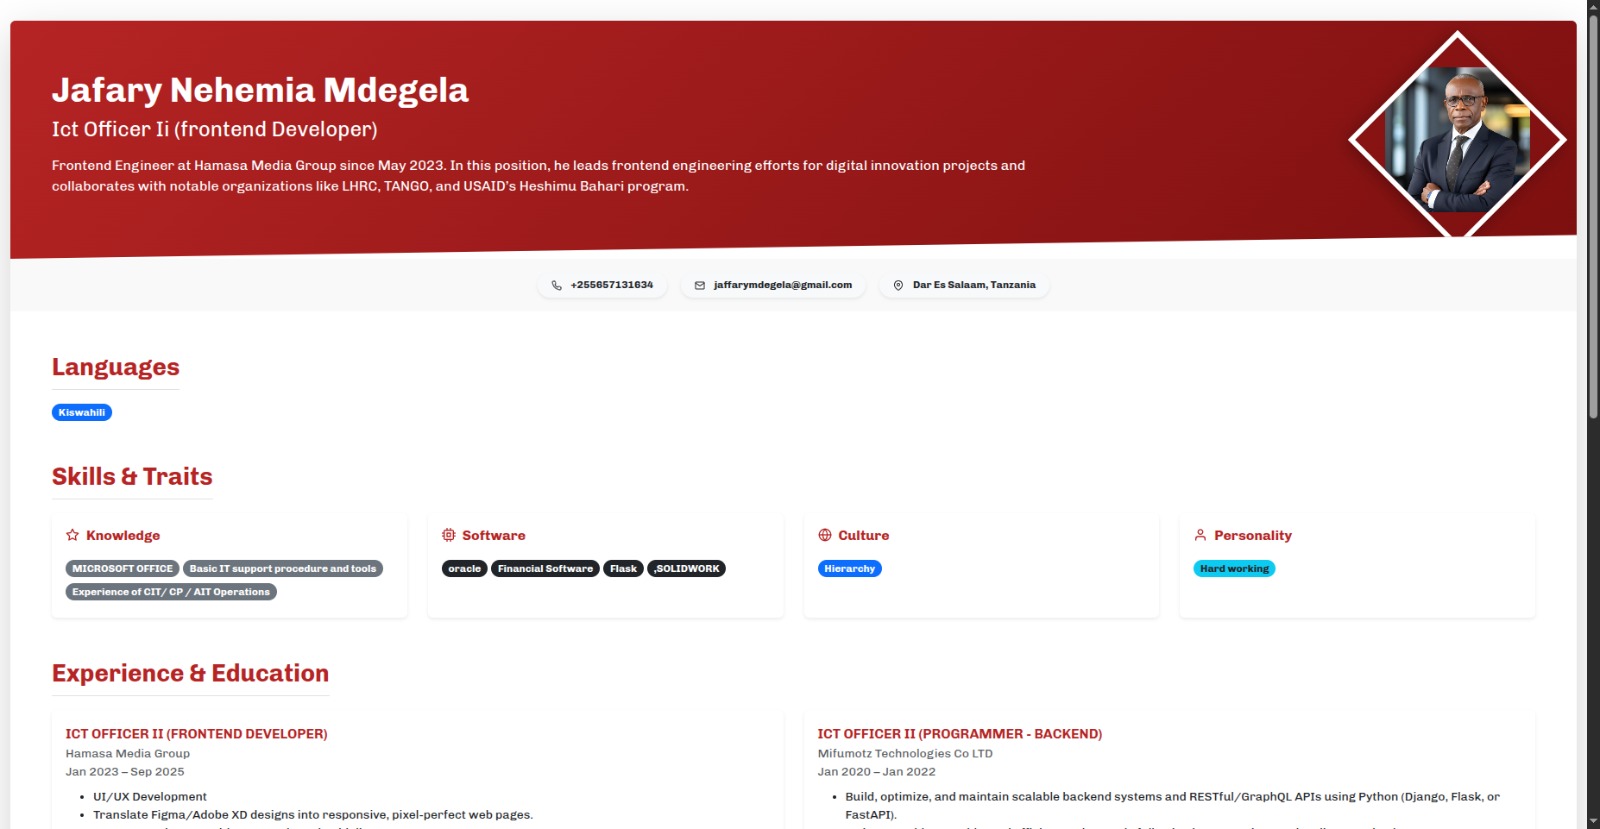 Jafary Nehemia Mdegela
Ict Officer Ii (frontend Developer)
Frontend Engineer at Hamasa Media Group since May 2023. In this position, he leads frontend engineering efforts for digital innovation projects and
collaborates with notable organizations like LHRC, TANGO, and USAID's Heshimu Bahari program.
+255657131634
jaffarymdegela@gmail.com
Dar Es Salaam, Tanzania
Languages
Kiswahili
Skills & Traits
Knowledge
MICROSOFT OFFICE
Basic IT support procedure and tools
Experience of CIT/ CP / AIT Operations
Software
oracle
Financial Software
Flask
,SOLIDWORK
Culture
Hierarchy
Personality
Hard working
Experience & Education
ICT OFFICER II (FRONTEND DEVELOPER)
Hamasa Media Group
Jan 2023 – Sep 2025
• UI/UX Development
• Translate Figma/Adobe XD designs into responsive, pixel-perfect web pages.
ICT OFFICER II (PROGRAMMER - BACKEND)
Mifumotz Technologies Co LTD
Jan 2020 – Jan 2022
• Build, optimize, and maintain scalable backend systems and RESTful/GraphQL APIs using Python (Django, Flask, or
FastAPI).